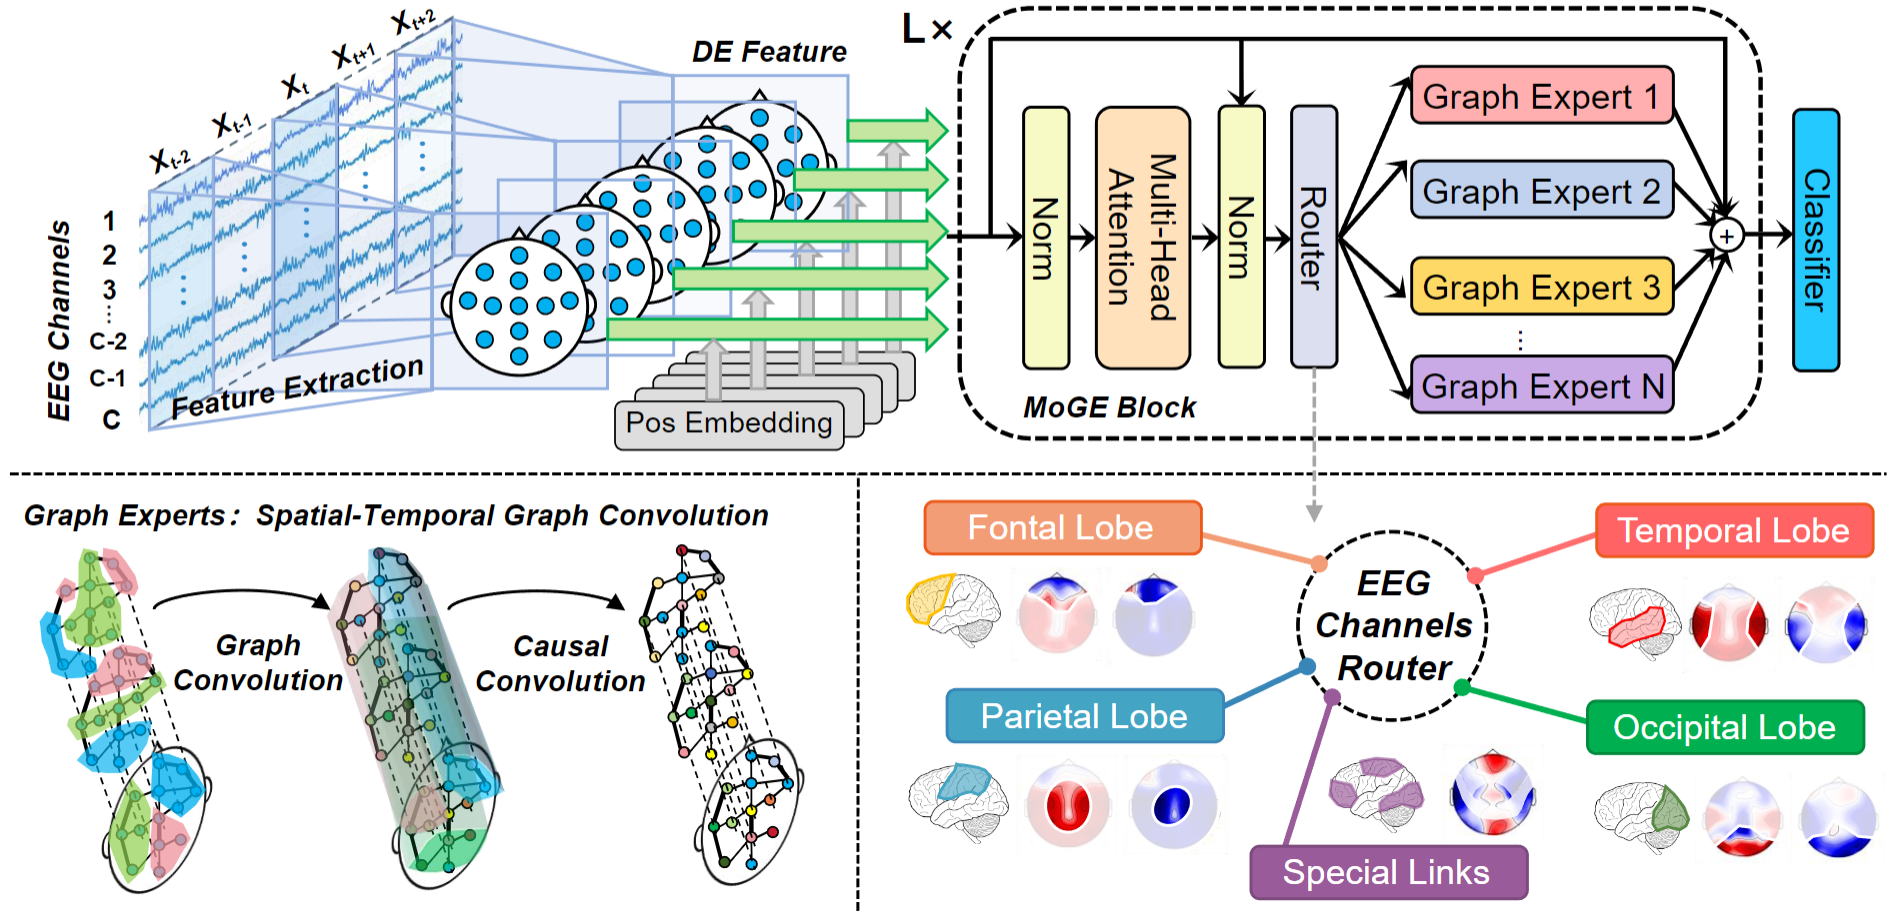 X_{t-2}
X_{t-1}
X_t
X_{t+1}
X_{t+2}
EEG Channels
1
2
3
C-2
C-1
C
Feature Extraction
DE Feature
Pos Embedding
L×
Norm
Multi-Head
Attention
Norm
Router
Graph Expert 1
Graph Expert 2
Graph Expert 3
Graph Expert N
+
Classifier
MoGE Block
Graph Experts: Spatial-Temporal Graph Convolution
Graph
Convolution
Causal
Convolution
Fontal Lobe
Temporal Lobe
EEG
Channels
Router
Parietal Lobe
Occipital Lobe
Special Links